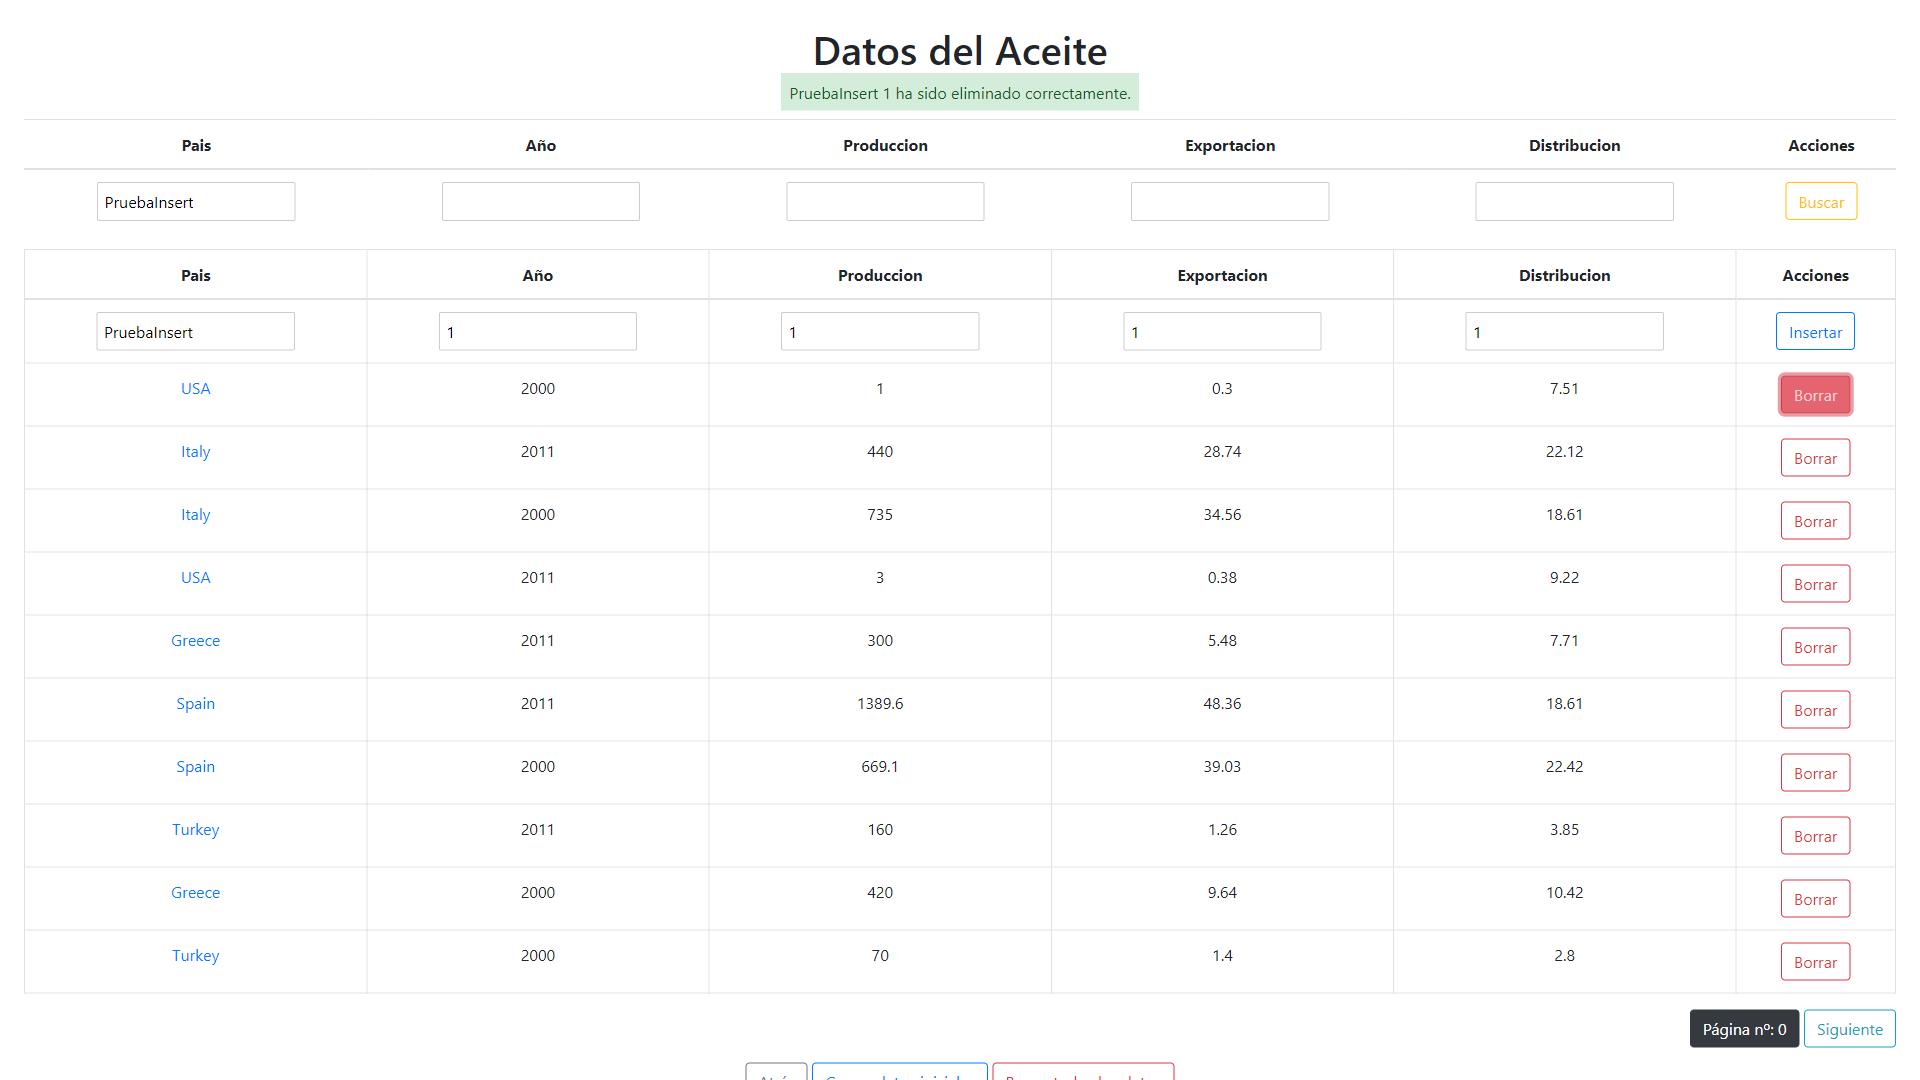 Datos del Aceite
PruebaInsert 1 ha sido eliminado correctamente.
Pais Año Produccion Exportacion Distribucion Acciones
PruebaInsert Buscar
Pais Año Produccion Exportacion Distribucion Acciones
PruebaInsert 1 1 1 1 Insertar
USA 2000 1 0.3 7.51 Borrar
Italy 2011 440 28.74 22.12 Borrar
Italy 2000 735 34.56 18.61 Borrar
USA 2011 3 0.38 9.22 Borrar
Greece 2011 300 5.48 7.71 Borrar
Spain 2011 1389.6 48.36 18.61 Borrar
Spain 2000 669.1 39.03 22.42 Borrar
Turkey 2011 160 1.26 3.85 Borrar
Greece 2000 420 9.64 10.42 Borrar
Turkey 2000 70 1.4 2.8 Borrar
Página nº: 0 Siguiente